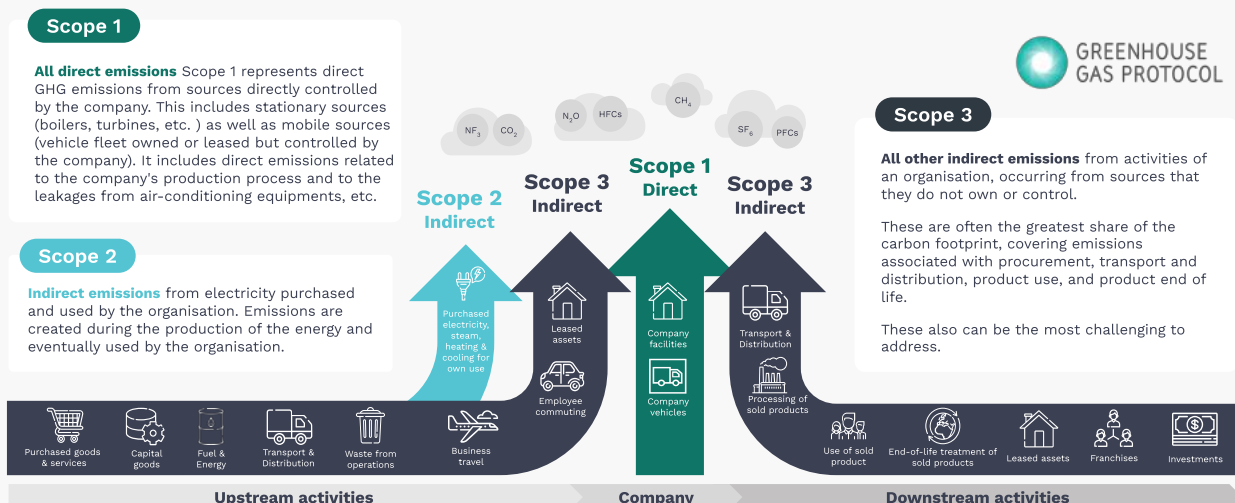 Scope 1
All direct emissions Scope 1 represents direct
GHG emissions from sources directly controlled
by the company. This includes stationary sources
(boilers, turbines, etc. ) as well as mobile sources
(vehicle fleet owned or leased but controlled by
the company). It includes direct emissions related
to the company's production process and to the
leakages from air-conditioning equipments, etc.
Scope 2
Indirect emissions from electricity purchased
and used by the organisation. Emissions are
created during the production of the energy and
eventually used by the organisation.
NF3
CO2
N2O
HFCs
CH4
SF6
PFCs
Scope 2
Indirect
Scope 3
Indirect
Scope 1
Direct
Scope 3
Indirect
Purchased
electricity,
steam,
heating &
cooling for
own use
Leased
assets
Employee
commuting
Company
facilities
Company
vehicles
Transport &
Distribution
Processing of
sold products
GREENHOUSE
GAS PROTOCOL
Scope 3
All other indirect emissions from activities of
an organisation, occurring from sources that
they do not own or control.
These are often the greatest share of the
carbon footprint, covering emissions
associated with procurement, transport and
distribution, product use, and product end of
life.
These also can be the most challenging to
address.
Purchased goods
& services
Capital
goods
Fuel &
Energy
Transport &
Distribution
Waste from
operations
Business
travel
Use of sold
product
End-of-life treatment of
sold products
Leased assets
Franchises
Investments
Upstream activities
Company
Downstream activities